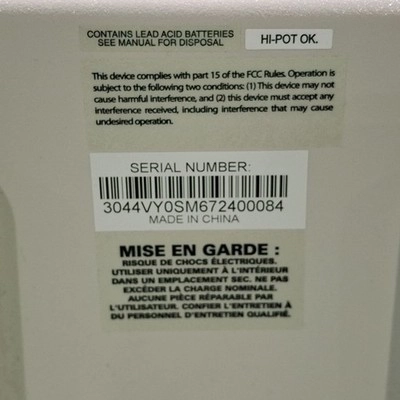 CONTAINS LEAD ACID BATTERIES
SEE MANUAL FOR DISPOSAL
HI-POT OK.
This device complies with part 15 of the FCC Rules. Operation is
subject to the following two conditions: (1) This device may not
cause harmful interference, and (2) this device must accept any
interference received, including interference that may cause
undesired operation.
SERIAL NUMBER:
3044VY0SM672400084
MADE IN CHINA
MISE EN GARDE :
RISQUE DE CHOCS ÉLECTRIQUES.
UTILISER UNIQUEMENT À L'INTÉRIEUR
DANS UN EMPLACEMENT SEC. NE PAS
EXCÉDER LA CHARGE NOMINALE.
AUCUNE PIÈCE RÉPARABLE PAR
L'UTILISATEUR. CONFIER L'ENTRETIEN À
DU PERSONNEL D'ENTRETIEN QUALIFIÉ.